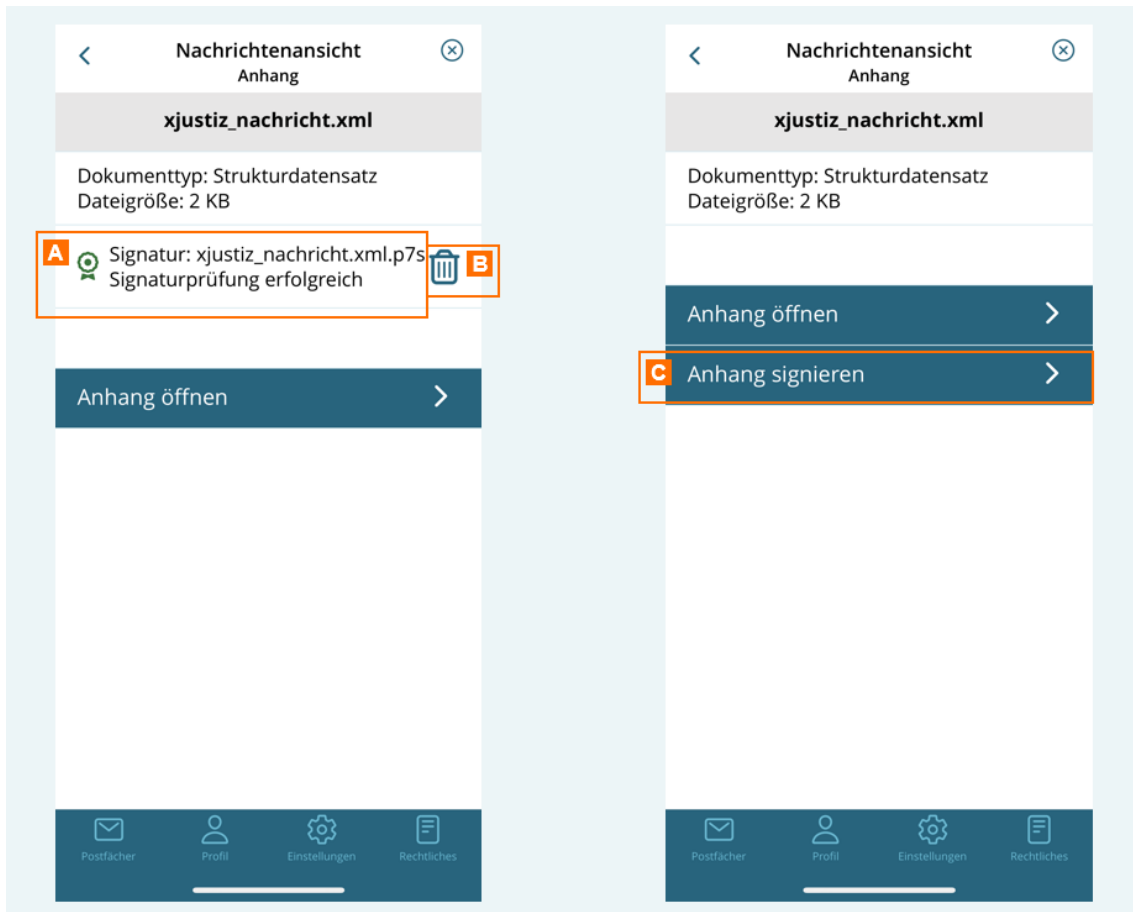 Nachrichtenansicht
Anhang
xjustiz_nachricht.xml
Dokumenttyp: Strukturdatensatz
Dateigröße: 2 KB
A
Signatur: xjustiz_nachricht.xml.p7s
Signaturprüfung erfolgreich
B
Anhang öffnen
Postfächer
Profil
Einstellungen
Rechtliches
Nachrichtenansicht
Anhang
xjustiz_nachricht.xml
Dokumenttyp: Strukturdatensatz
Dateigröße: 2 KB
Anhang öffnen
C
Anhang signieren
Postfächer
Profil
Einstellungen
Rechtliches